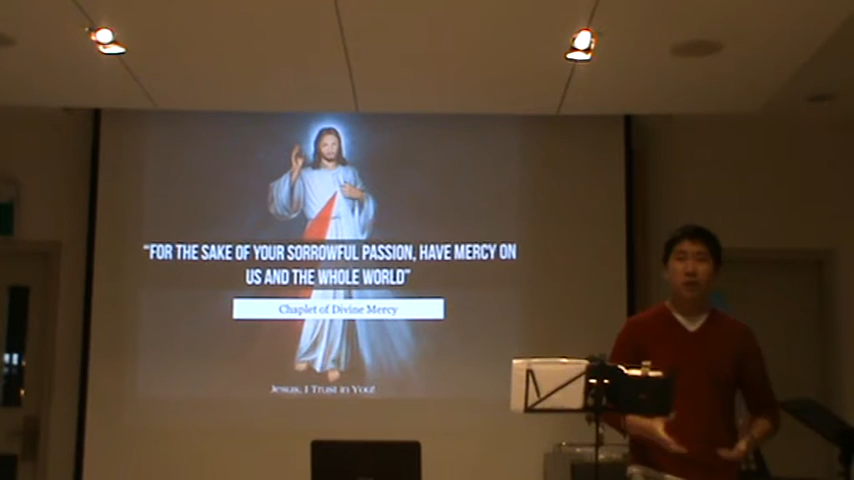 “FOR THE SAKE OF YOUR SORROWFUL PASSION, HAVE MERCY ON
US AND THE WHOLE WORLD”
Chaplet of Divine Mercy
Jesus, I Trust in You!